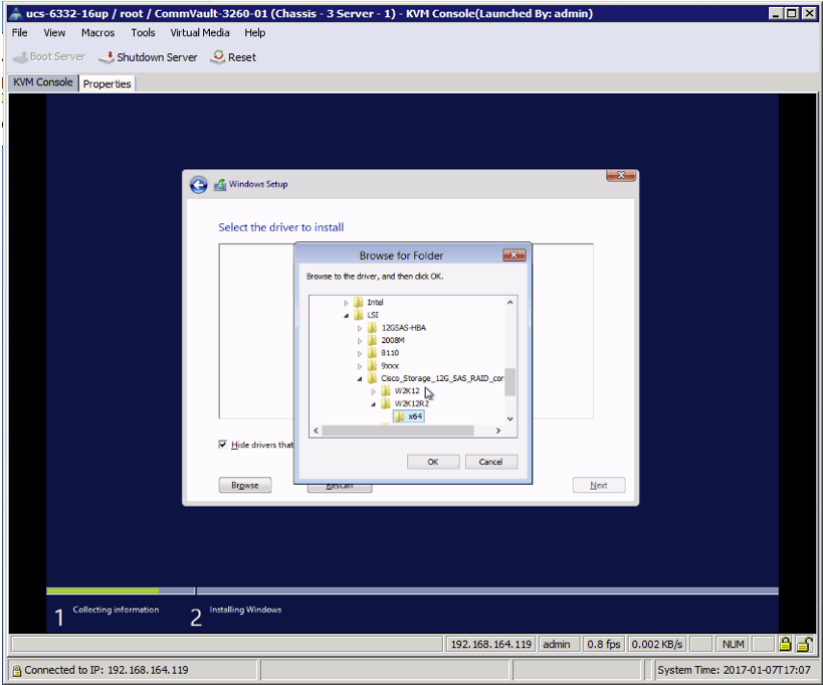 ucs-6332-16up / root / CommVault-3260-01 (Chassis - 3 Server - 1) - KVM Console(Launched By: admin)
File View Macros Tools Virtual Media Help
Boot Server Shutdown Server Reset
KVM Console Properties
Windows Setup
Select the driver to install
Browse for Folder
Browse to the driver, and then click OK.
Intel
LSI
12GSAS-HBA
2008M
8110
9xxx
Cisco_Storage_12G_SAS_RAID_cor
W2K12
W2K12R2
x64
Hide drivers that
OK Cancel
Browse Rescan Next
1 Collecting information 2 Installing Windows
192.168.164.119 admin 0.8 fps 0.002 KB/s NUM
Connected to IP: 192.168.164.119 System Time: 2017-01-07T17:07